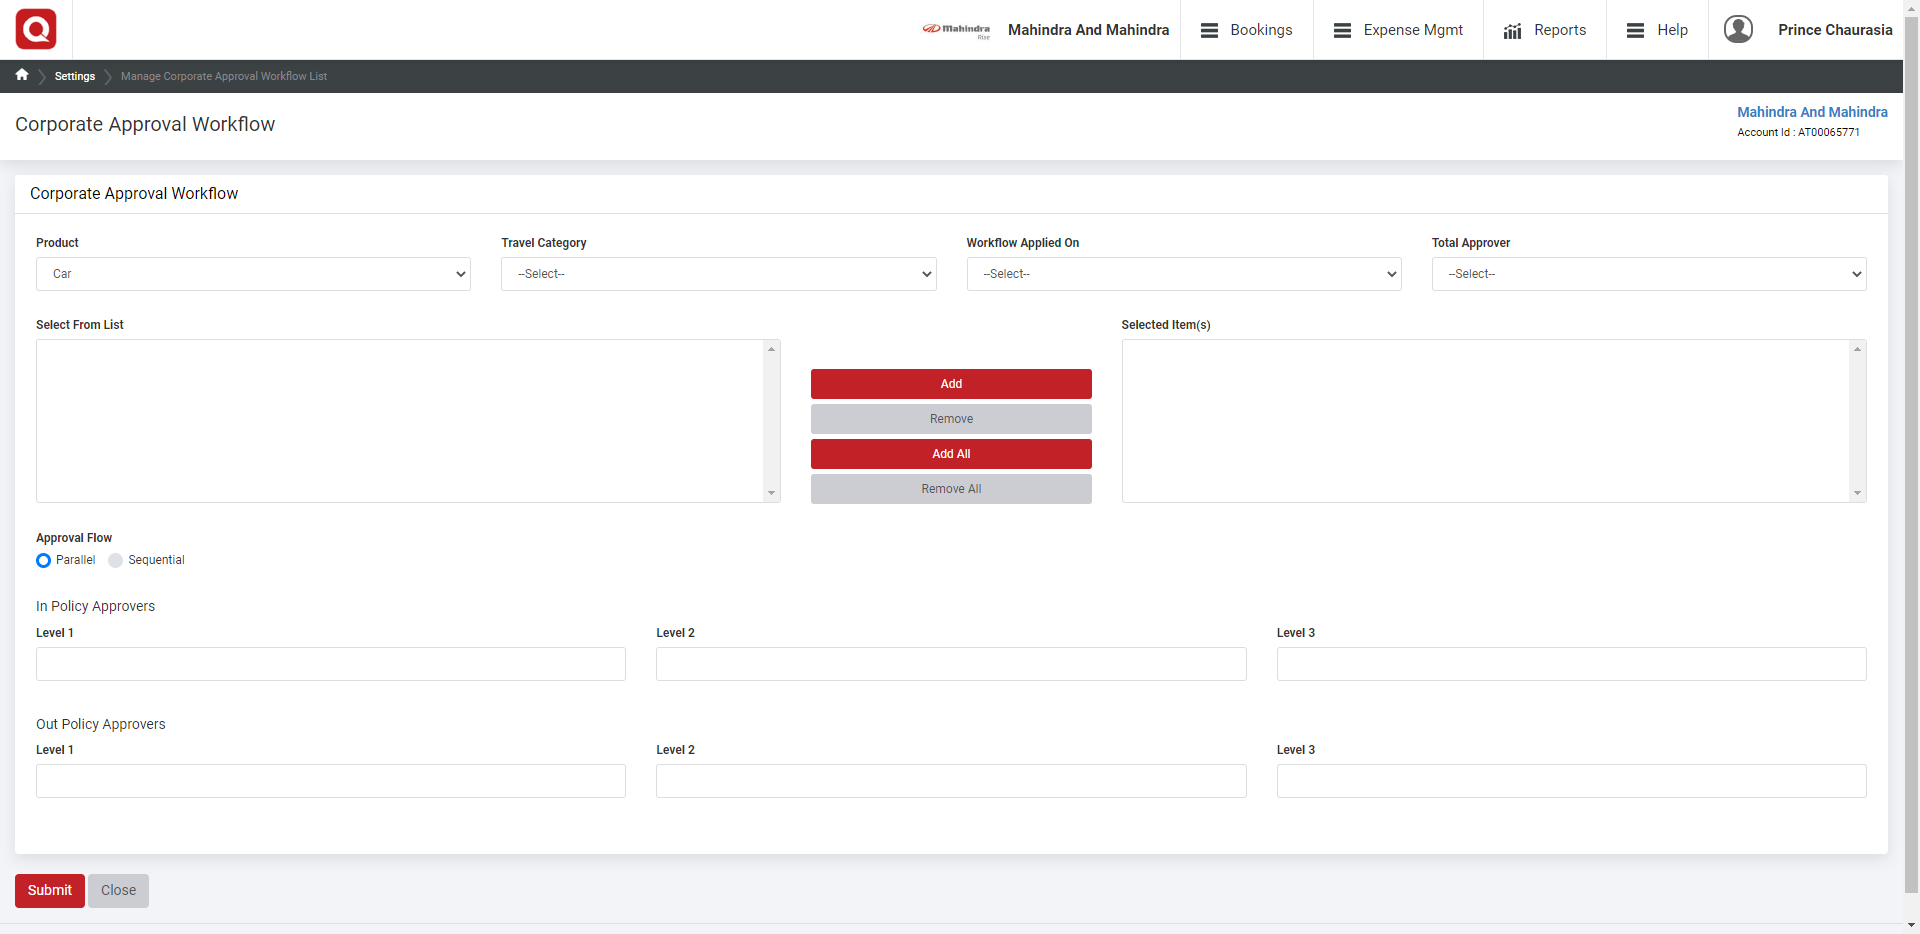 Mahindra
Rise
Mahindra And Mahindra
Bookings
Expense Mgmt
Reports
Help
Prince Chaurasia
Settings
Manage Corporate Approval Workflow List
Corporate Approval Workflow
Mahindra And Mahindra
Account Id : AT00065771
Corporate Approval Workflow
Product
Travel Category
Workflow Applied On
Total Approver
Car
--Select--
--Select--
--Select--
Select From List
Selected Item(s)
Add
Remove
Add All
Remove All
Approval Flow
Parallel
Sequential
In Policy Approvers
Level 1
Level 2
Level 3
Out Policy Approvers
Level 1
Level 2
Level 3
Submit
Close